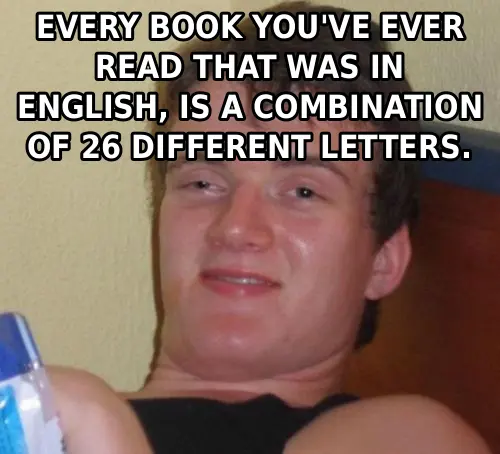 EVERY BOOK YOU'VE EVER
READ THAT WAS IN
ENGLISH, IS A COMBINATION
OF 26 DIFFERENT LETTERS.